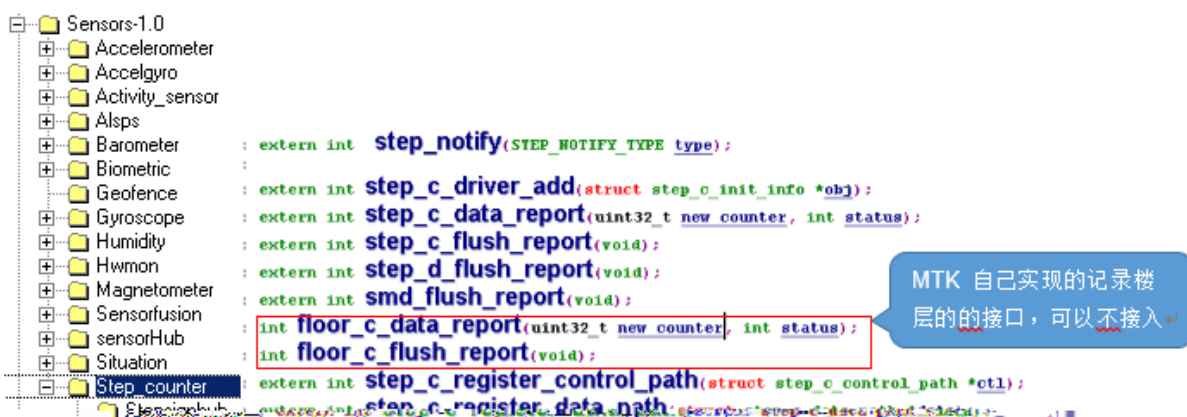 Sensors-1.0
Accelerometer
Accelgyro
Activity_sensor
Alsps
Barometer
Biometric
Geofence
Gyroscope
Humidity
Hwmon
Magnetometer
Sensorfusion
sensorHub
Situation
Step_counter
: extern int step_notify(STEP_NOTIFY_TYPE type);
:
: extern int step_c_driver_add(struct step_c_init_info *obj);
: extern int step_c_data_report(uint32_t new_counter, int status);
: extern int step_c_flush_report(void);
: extern int step_d_flush_report(void);
: extern int smd_flush_report(void);
: int floor_c_data_report(uint32_t new_counter, int status);
: int floor_c_flush_report(void);
: extern int step_c_register_control_path(struct step_c_control_path *ctl);
step_c_register_data_path
MTK 自己实现的记录楼
层的的接口，可以不接入